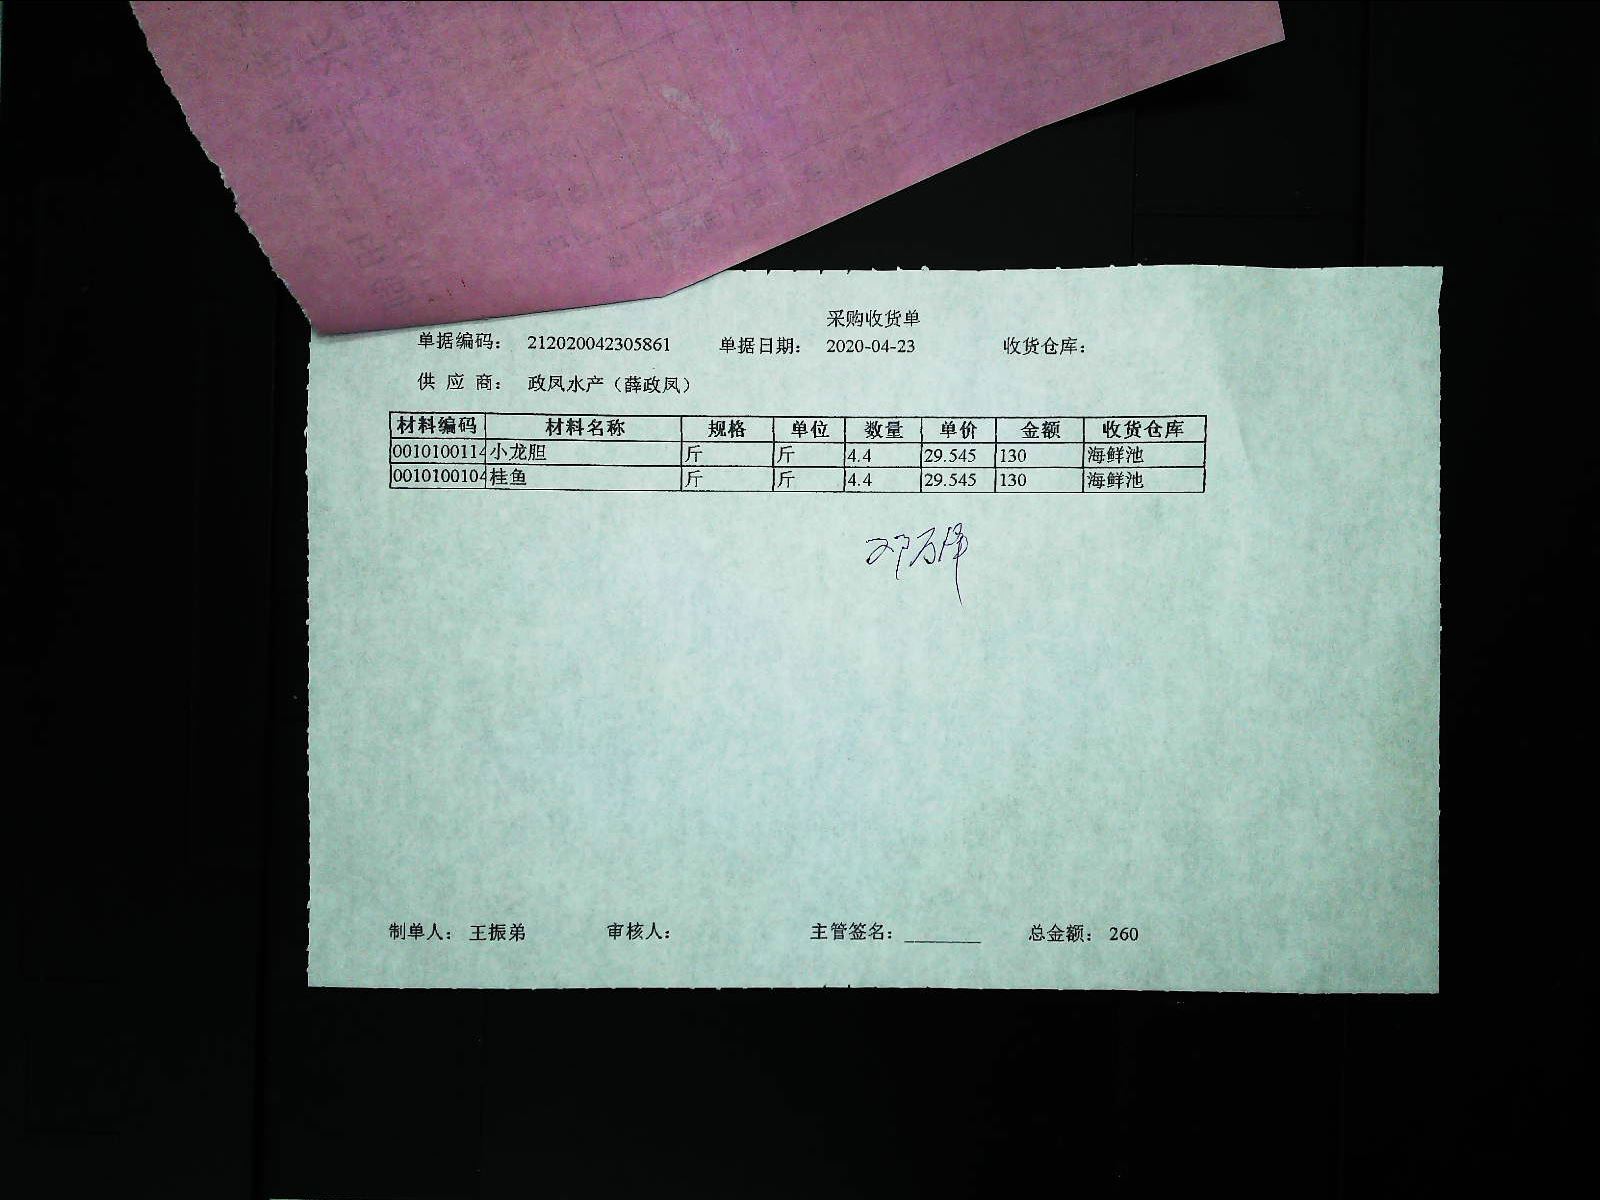 采购收货单
单据编码： 212020042305861 单据日期： 2020-04-23 收货仓库：
供 应 商： 政凤水产（薛政凤）
材料编码 材料名称 规格 单位 数量 单价 金额 收货仓库
0010100114 小龙胆 斤 斤 4.4 29.545 130 海鲜池
0010100104 桂鱼 斤 斤 4.4 29.545 130 海鲜池
制单人： 王振弟 审核人： 主管签名：________ 总金额： 260